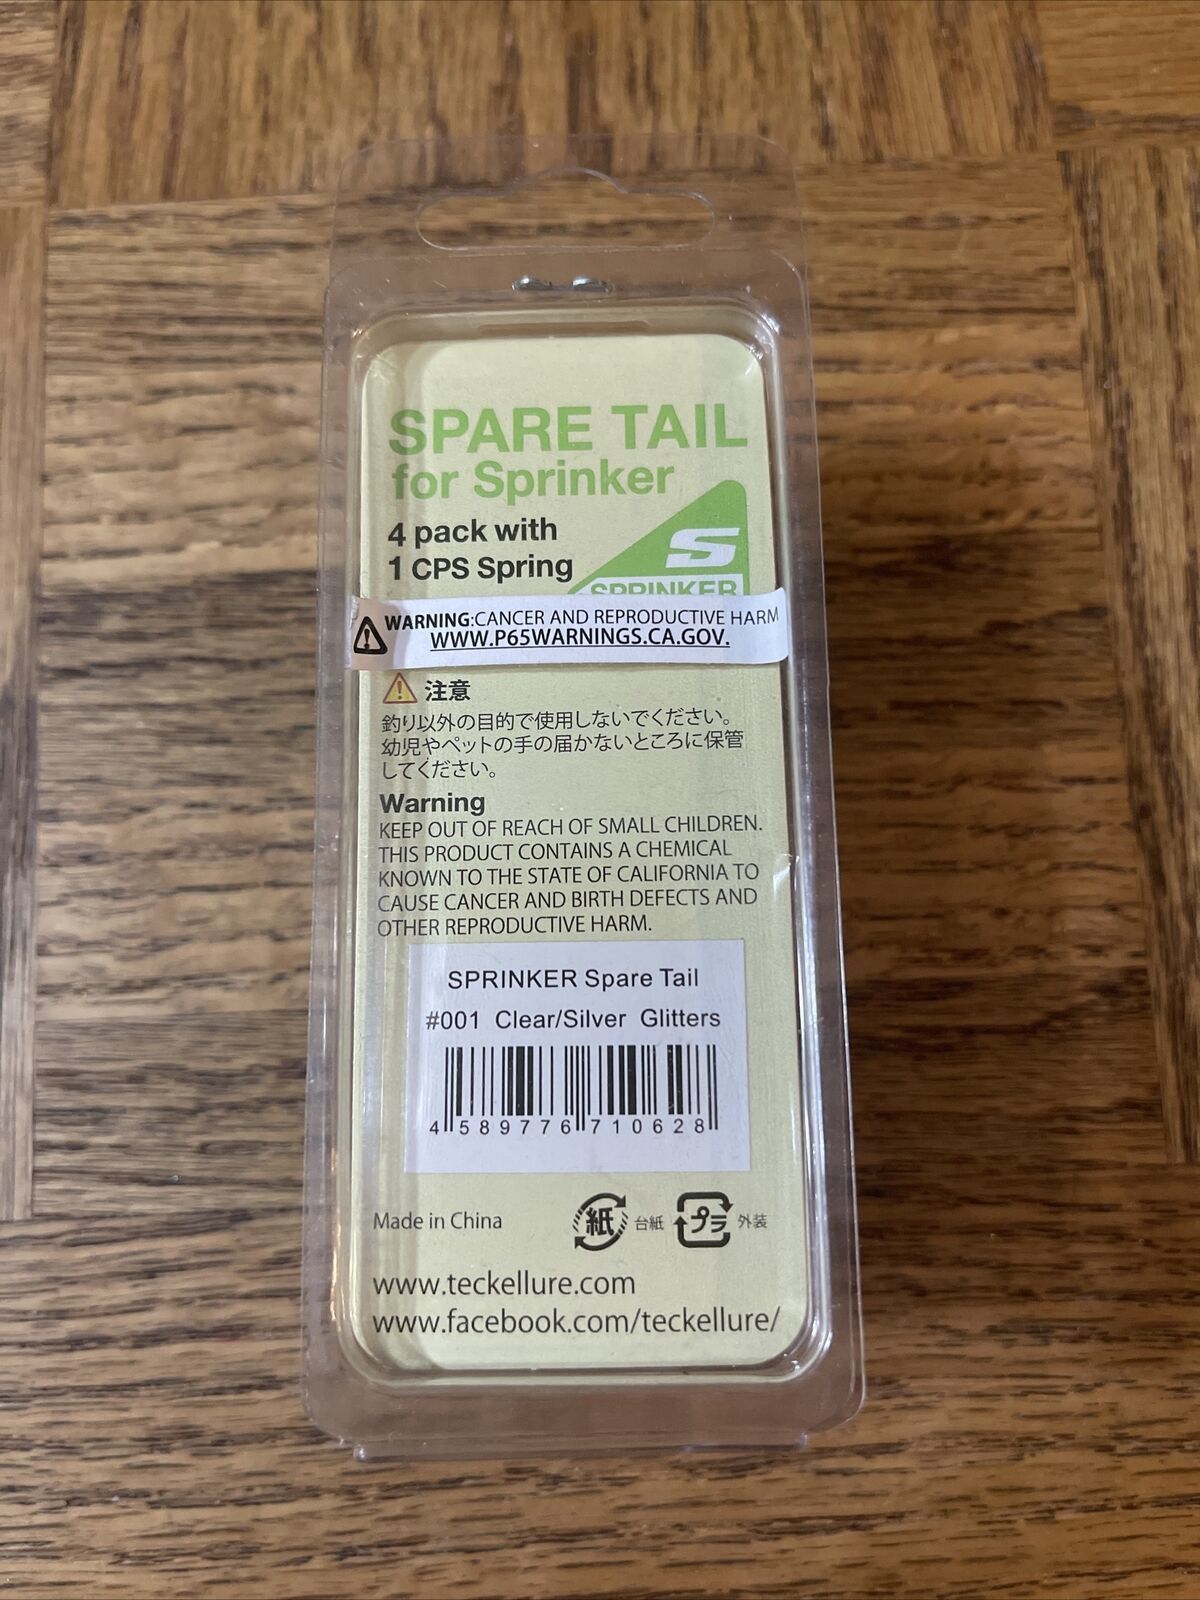 SPARE TAIL
for Sprinker
4 pack with
1 CPS Spring
S
SPRINKER
WARNING:CANCER AND REPRODUCTIVE HARM
WWW.P65WARNINGS.CA.GOV.
注意
釣り以外の目的で使用しないでください。
幼児やペットの手の届かないところに保管
してください。
Warning
KEEP OUT OF REACH OF SMALL CHILDREN.
THIS PRODUCT CONTAINS A CHEMICAL
KNOWN TO THE STATE OF CALIFORNIA TO
CAUSE CANCER AND BIRTH DEFECTS AND
OTHER REPRODUCTIVE HARM.
SPRINKER Spare Tail
#001 Clear/Silver Glitters
4 589776 710628
Made in China 紙 台紙 プラ 外装
www.teckellure.com
www.facebook.com/teckellure/